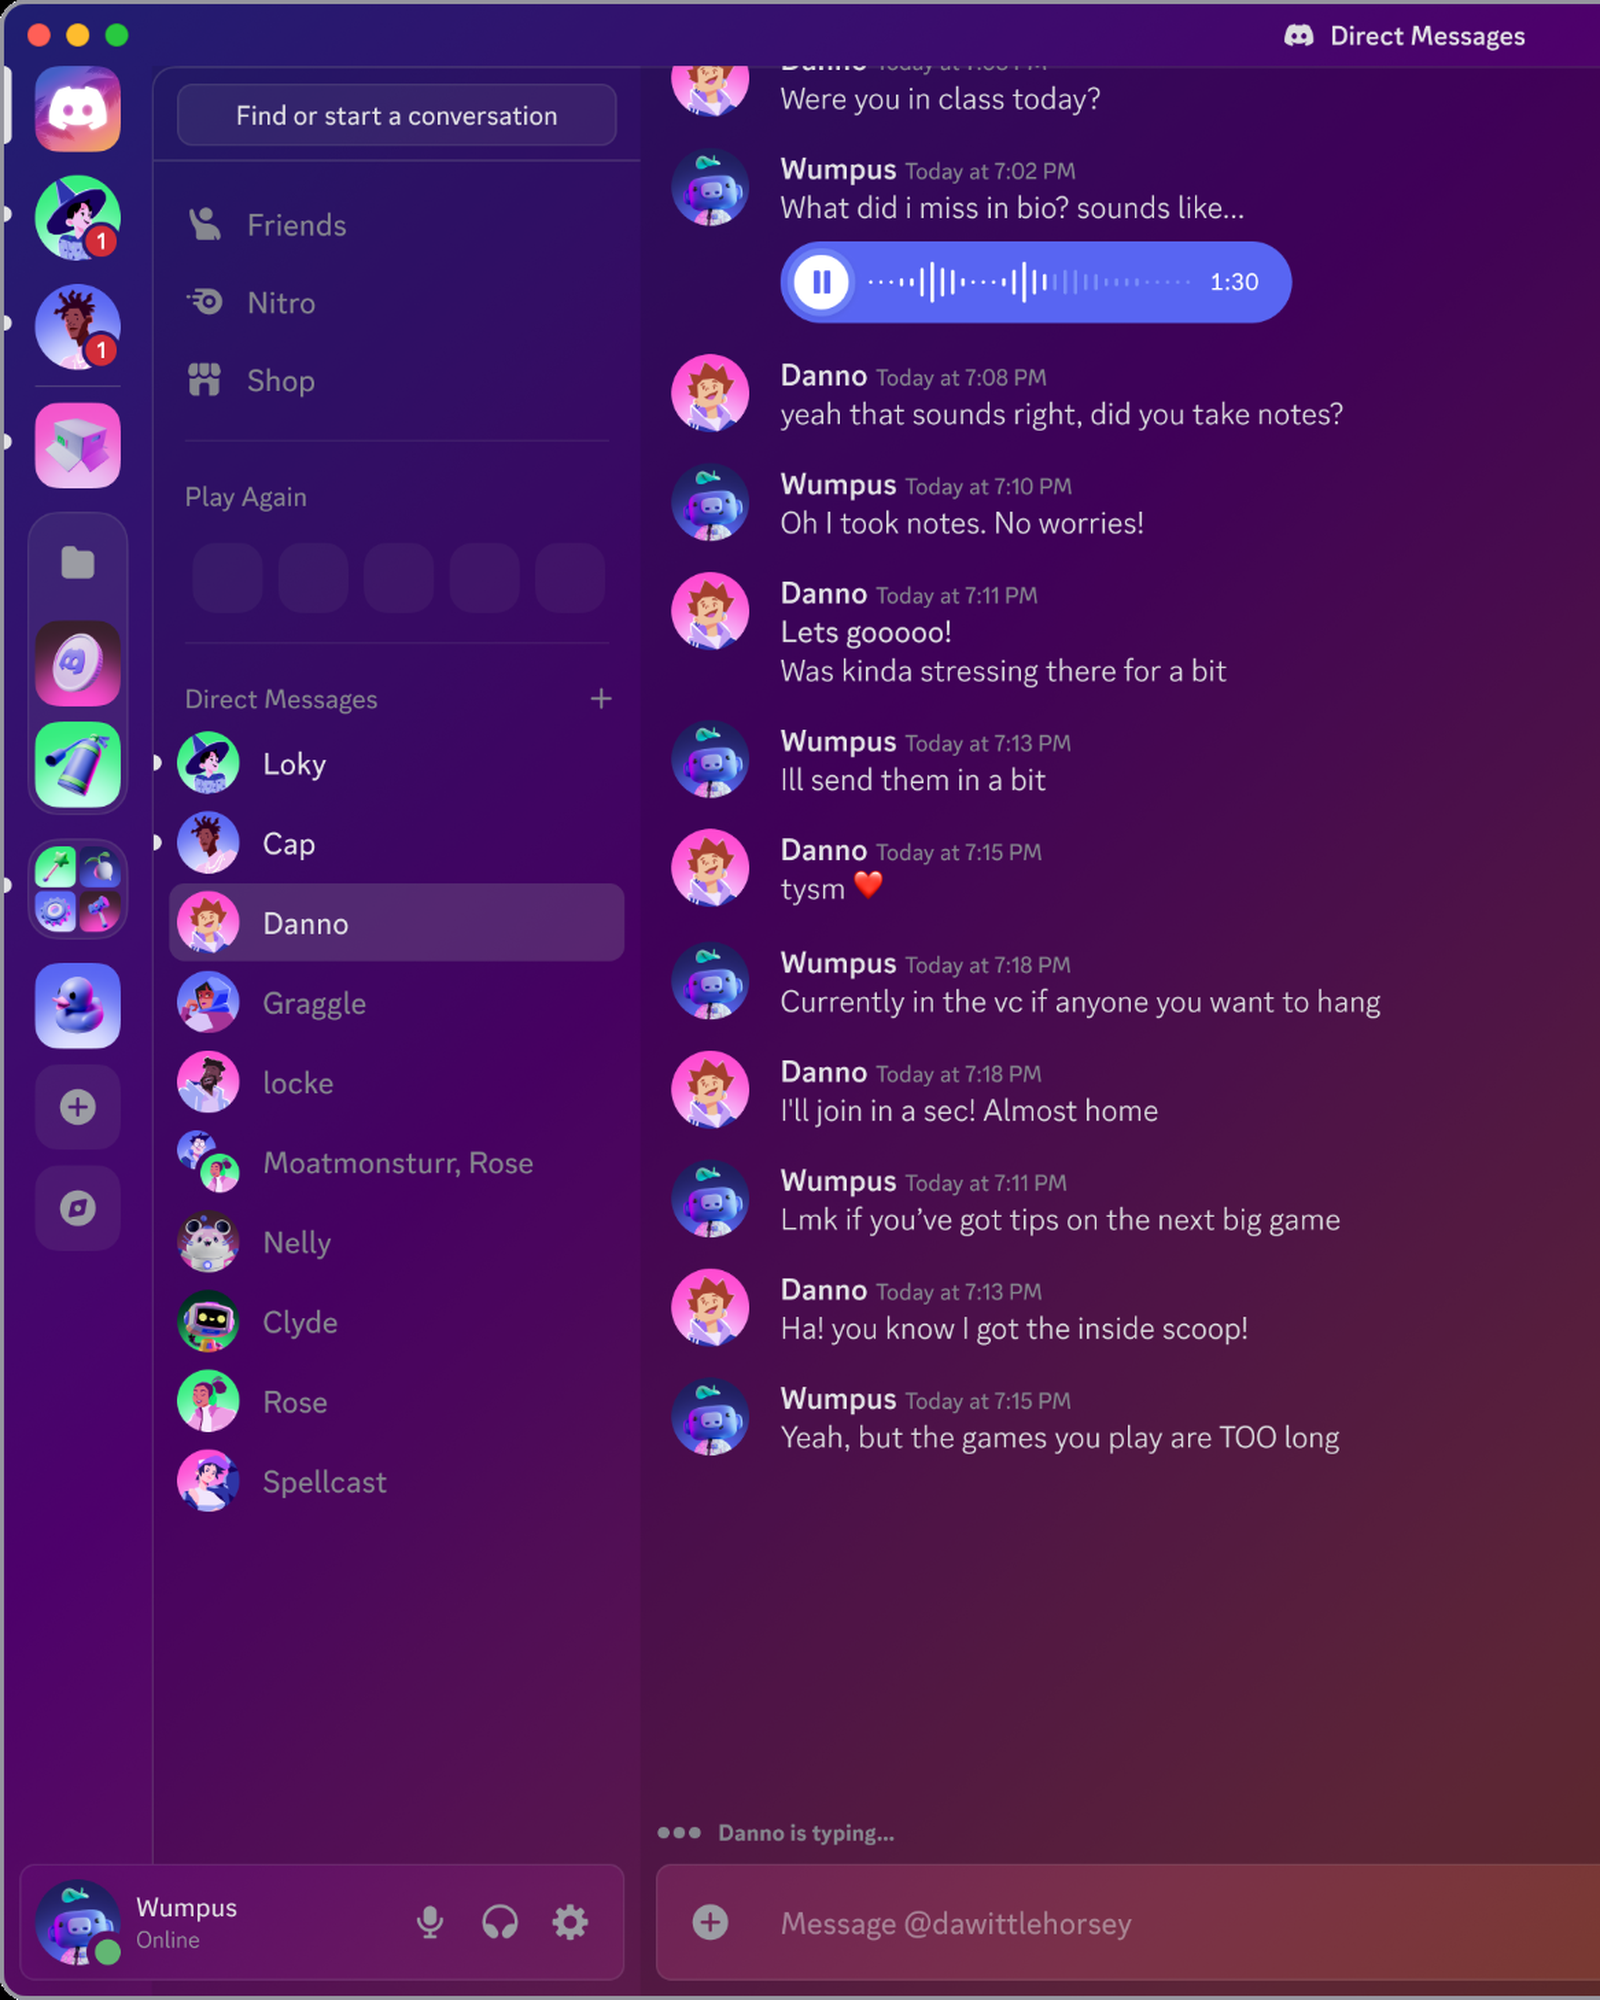 Direct Messages
Find or start a conversation
Friends
Nitro
Shop
Play Again
Direct Messages
Loky
Cap
Danno
Graggle
locke
Moatmonsturr, Rose
Nelly
Clyde
Rose
Spellcast
Wumpus
Online
1
1
Danno Today at
Were you in class today?
Wumpus Today at 7:02 PM
What did i miss in bio? sounds like...
1:30
Danno Today at 7:08 PM
yeah that sounds right, did you take notes?
Wumpus Today at 7:10 PM
Oh I took notes. No worries!
Danno Today at 7:11 PM
Lets gooooo!
Was kinda stressing there for a bit
Wumpus Today at 7:13 PM
Ill send them in a bit
Danno Today at 7:15 PM
tysm ❤️
Wumpus Today at 7:18 PM
Currently in the vc if anyone you want to hang
Danno Today at 7:18 PM
I'll join in a sec! Almost home
Wumpus Today at 7:11 PM
Lmk if you’ve got tips on the next big game
Danno Today at 7:13 PM
Ha! you know I got the inside scoop!
Wumpus Today at 7:15 PM
Yeah, but the games you play are TOO long
Danno is typing...
Message @dawittlehorsey